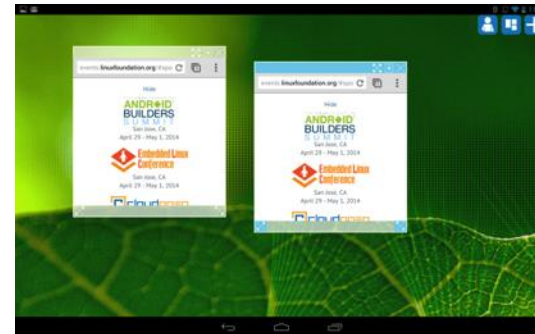 events.linuxfoundation.org
Hide
ANDROID
BUILDERS
SUMMIT
San Jose, CA
April 29 - May 1, 2014
Embedded Linux
Conference
San Jose, CA
April 29 - May 1, 2014
cloudopen
events.linuxfoundation.org
Hide
ANDROID
BUILDERS
SUMMIT
San Jose, CA
April 29 - May 1, 2014
Embedded Linux
Conference
San Jose, CA
April 29 - May 1, 2014
cloudopen